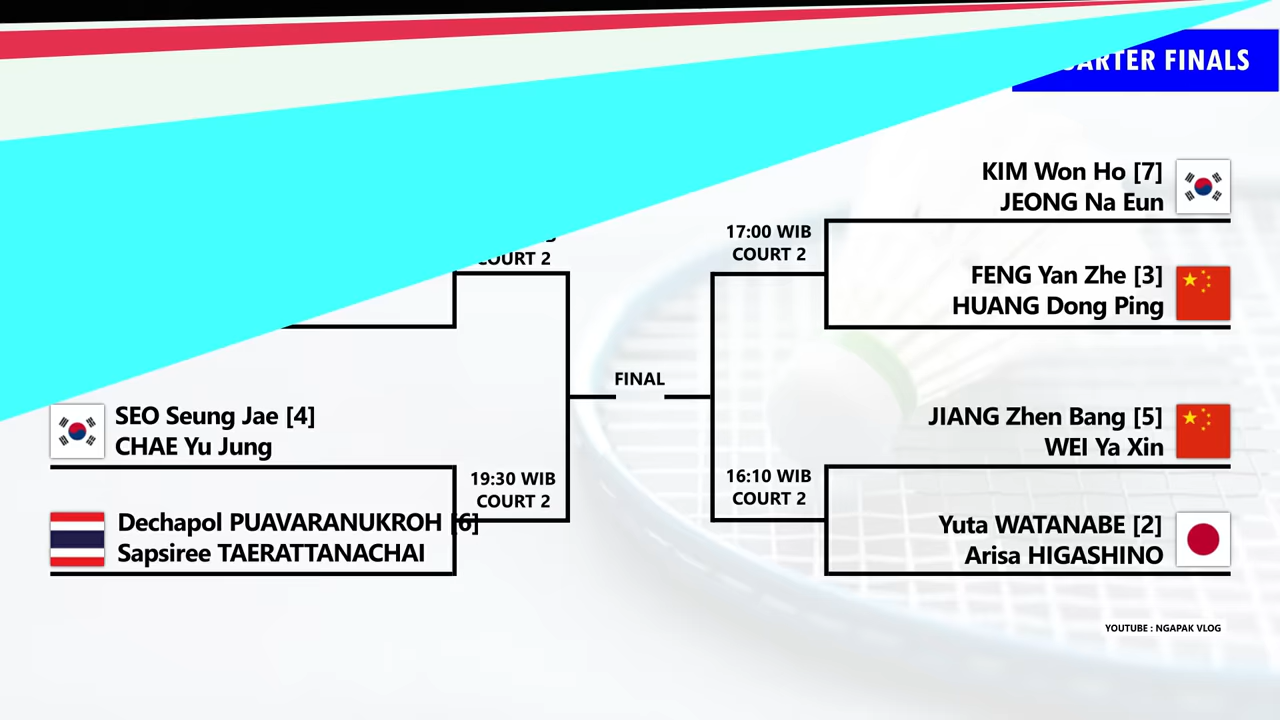 FINALS
KIM Won Ho [7]
JEONG Na Eun
17:00 WIB
COURT 2
COURT 2
FENG Yan Zhe [3]
HUANG Dong Ping
FINAL
SEO Seung Jae [4]
CHAE Yu Jung
JIANG Zhen Bang [5]
WEI Ya Xin
19:30 WIB
COURT 2
16:10 WIB
COURT 2
Dechapol PUAVARANUKROH [6]
Sapsiree TAERATTANACHAI
Yuta WATANABE [2]
Arisa HIGASHINO
YOUTUBE : NGAPAK VLOG